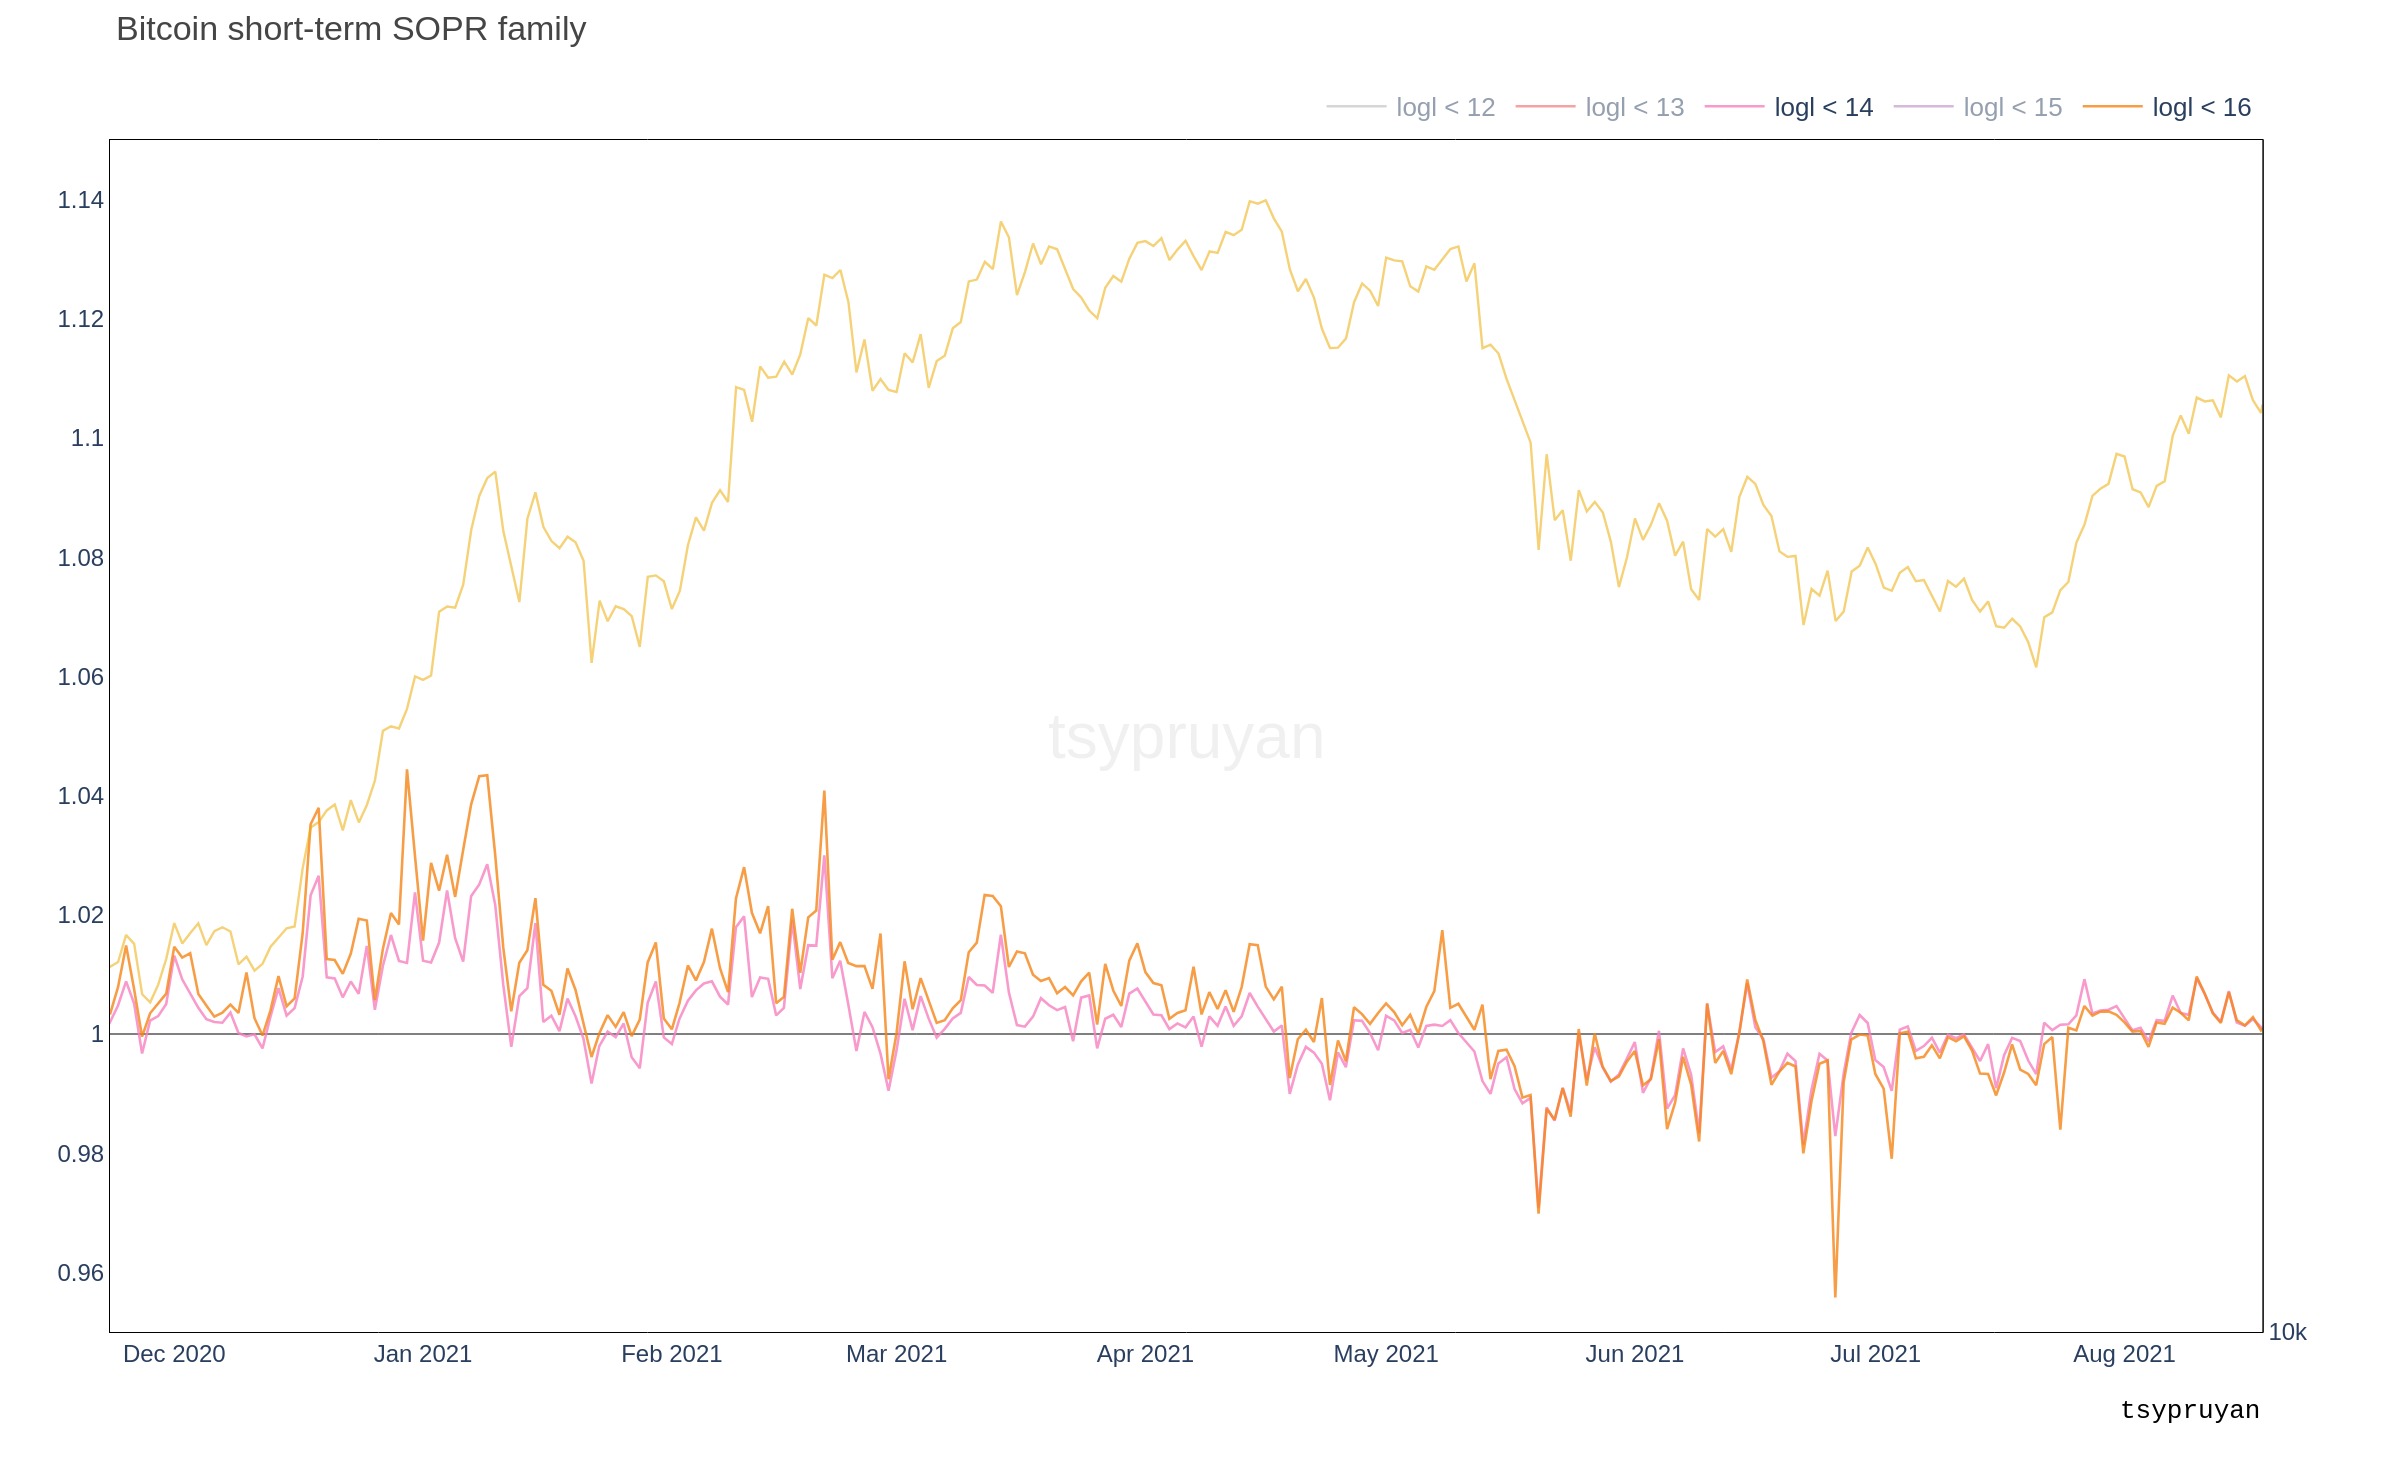 Bitcoin short-term SOPR family
logl < 12 logl < 13 logl < 14 logl < 15 logl < 16
1.14
1.12
1.1
1.08
1.06
tsypruyan
1.04
1.02
1
0.98
0.96
10k
Dec 2020 Jan 2021 Feb 2021 Mar 2021 Apr 2021 May 2021 Jun 2021 Jul 2021 Aug 2021
tsypruyan